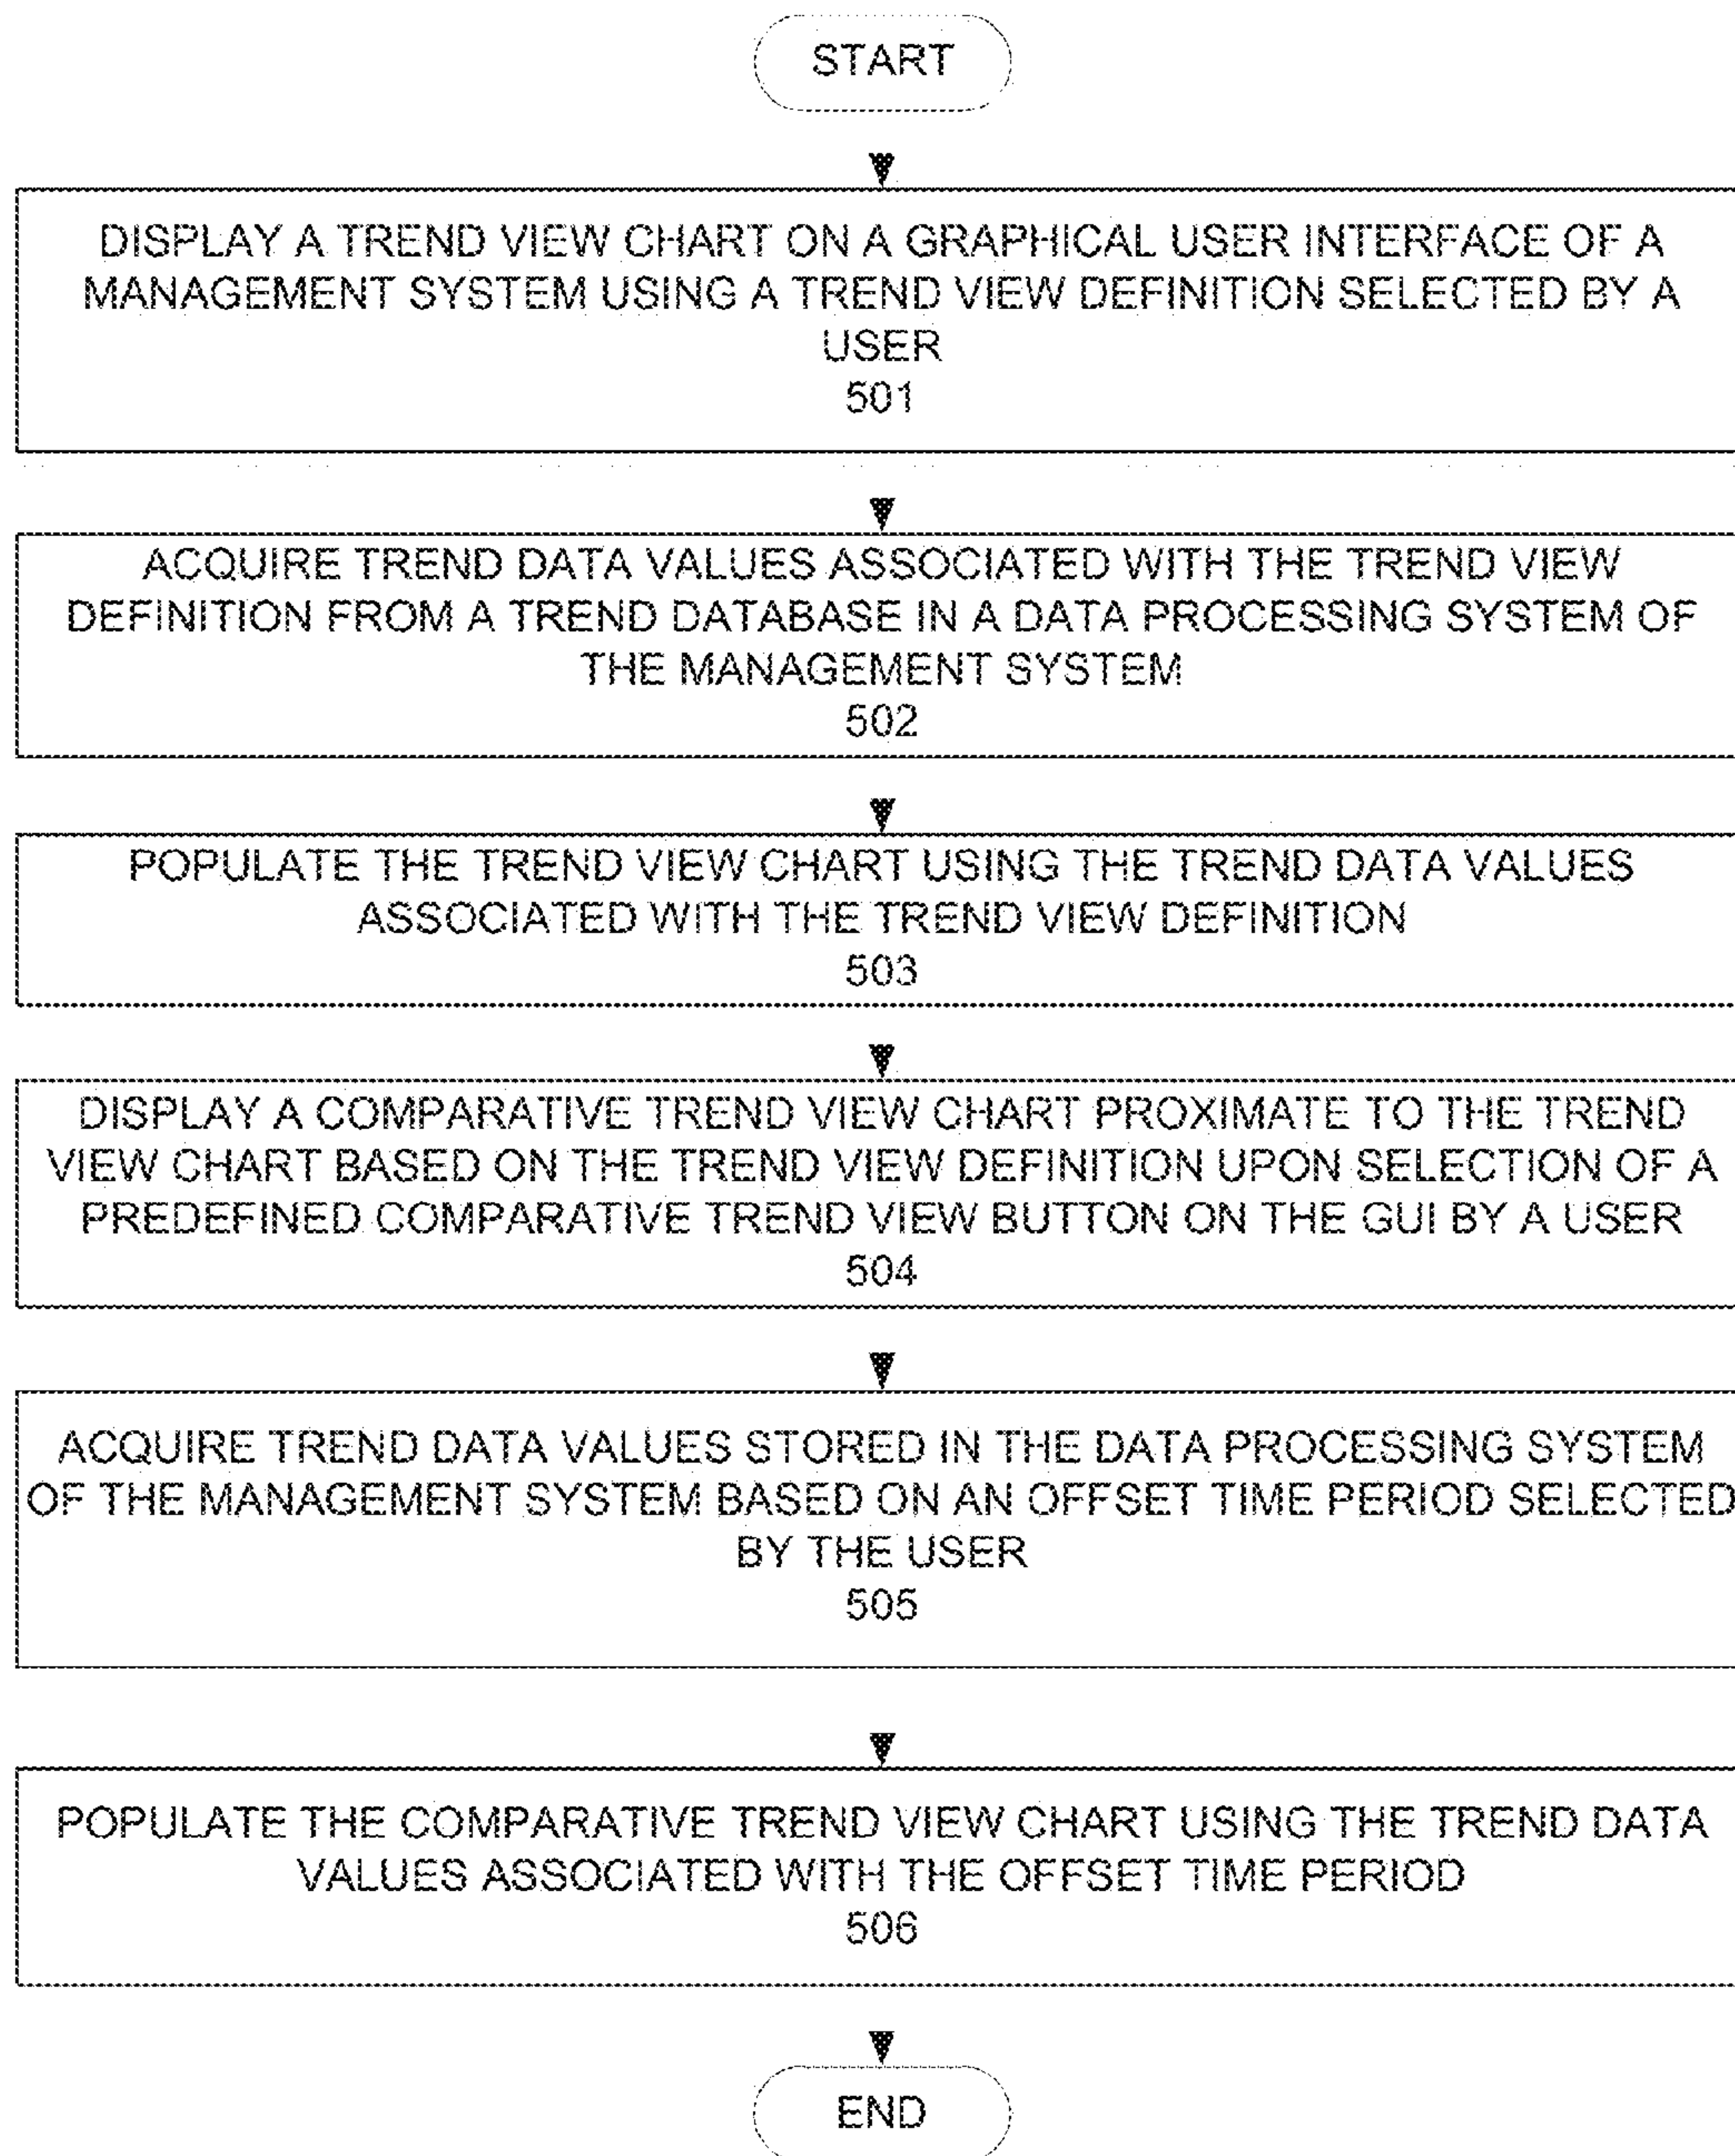 START
DISPLAY A TREND VIEW CHART ON A GRAPHICAL USER INTERFACE OF A
MANAGEMENT SYSTEM USING A TREND VIEW DEFINITION SELECTED BY A
USER
501
ACQUIRE TREND DATA VALUES ASSOCIATED WITH THE TREND VIEW
DEFINITION FROM A TREND DATABASE IN A DATA PROCESSING SYSTEM OF
THE MANAGEMENT SYSTEM
502
POPULATE THE TREND VIEW CHART USING THE TREND DATA VALUES
ASSOCIATED WITH THE TREND VIEW DEFINITION
503
DISPLAY A COMPARATIVE TREND VIEW CHART PROXIMATE TO THE TREND
VIEW CHART BASED ON THE TREND VIEW DEFINITION UPON SELECTION OF A
PREDEFINED COMPARATIVE TREND VIEW BUTTON ON THE GUI BY A USER
504
ACQUIRE TREND DATA VALUES STORED IN THE DATA PROCESSING SYSTEM
OF THE MANAGEMENT SYSTEM BASED ON AN OFFSET TIME PERIOD SELECTED
BY THE USER
505
POPULATE THE COMPARATIVE TREND VIEW CHART USING THE TREND DATA
VALUES ASSOCIATED WITH THE OFFSET TIME PERIOD
506
END